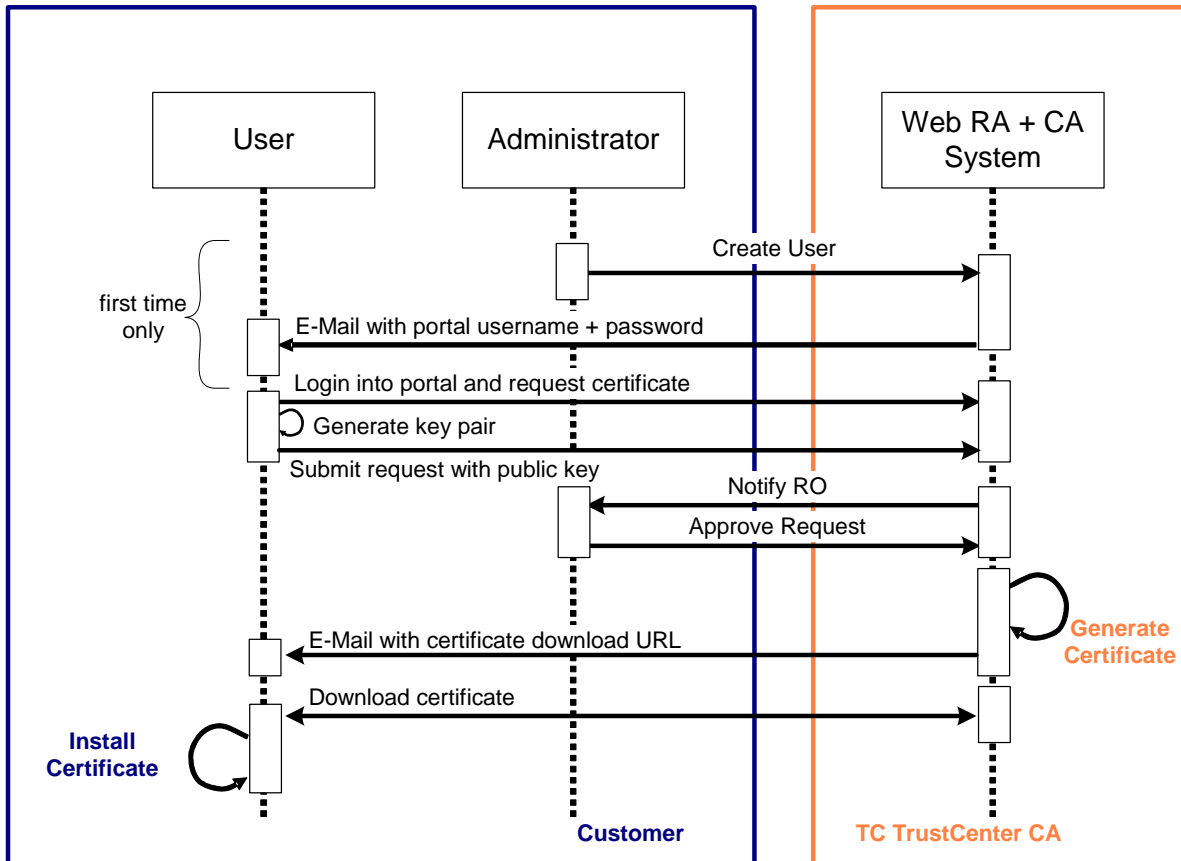 User
Administrator
Web RA + CA
System
Create User
first time
only
E-Mail with portal username + password
Login into portal and request certificate
Generate key pair
Submit request with public key
Notify RO
Approve Request
Generate
Certificate
E-Mail with certificate download URL
Download certificate
Install
Certificate
Customer
TC TrustCenter CA